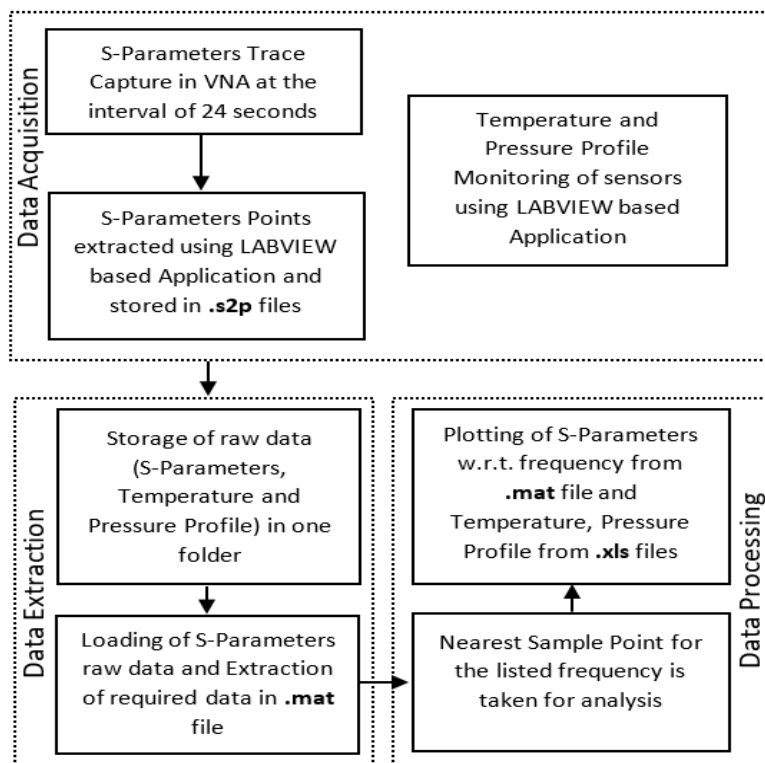 Data Acquisition
S-Parameters Trace
Capture in VNA at the
interval of 24 seconds
S-Parameters Points
extracted using LABVIEW
based Application and
stored in .s2p files
Temperature and
Pressure Profile
Monitoring of sensors
using LABVIEW based
Application
Data Extraction
Storage of raw data
(S-Parameters,
Temperature and
Pressure Profile) in one
folder
Loading of S-Parameters
raw data and Extraction
of required data in .mat
file
Plotting of S-Parameters
w.r.t. frequency from
.mat file and
Temperature, Pressure
Profile from .xls files
Nearest Sample Point for
the listed frequency is
taken for analysis
Data Processing